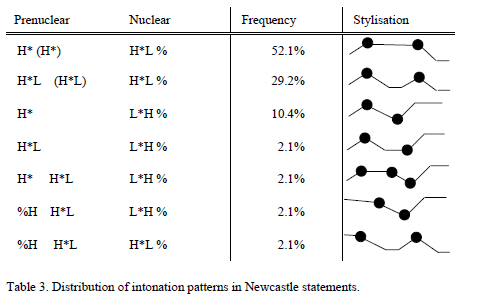 Prenuclear Nuclear Frequency Stylisation
H* (H*) H*L % 52.1%
H*L (H*L) H*L % 29.2%
H* L*H % 10.4%
H*L L*H % 2.1%
H* H*L L*H % 2.1%
%H H*L L*H % 2.1%
%H H*L H*L % 2.1%
Table 3. Distribution of intonation patterns in Newcastle statements.